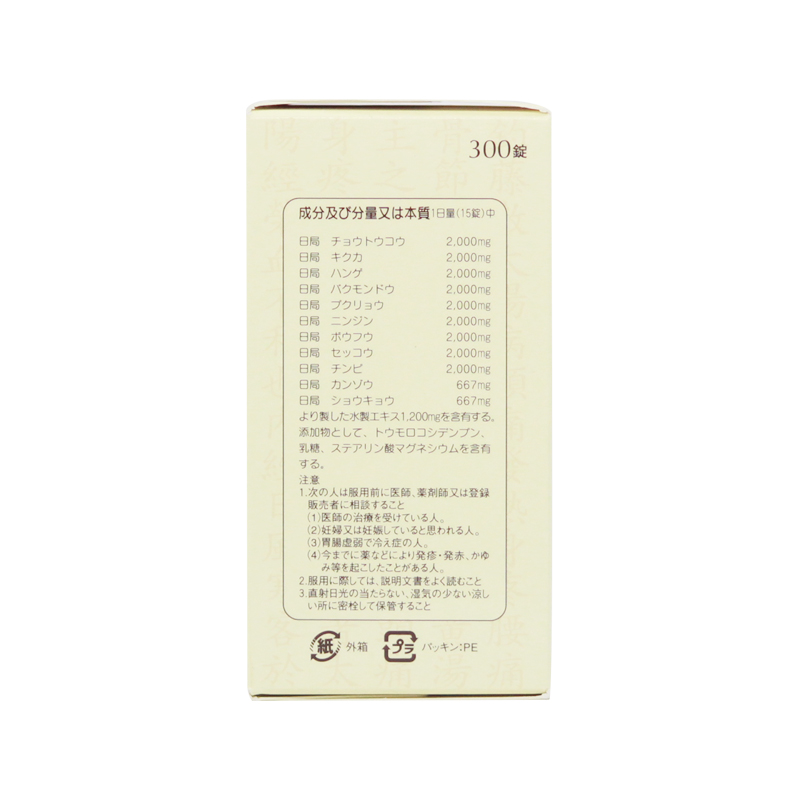 300錠
成分及び分量又は本質 1日量(15錠)中
日局 チョウトウコウ 2,000mg
日局 キクカ 2,000mg
日局 ハンゲ 2,000mg
日局 バクモンドウ 2,000mg
日局 ブクリョウ 2,000mg
日局 ニンジン 2,000mg
日局 ボウフウ 2,000mg
日局 セッコウ 2,000mg
日局 チンピ 2,000mg
日局 カンゾウ 667mg
日局 ショウキョウ 667mg
より製した水製エキス1,200mgを含有する。
添加物として、トウモロコシデンプン、
乳糖、ステアリン酸マグネシウムを含有
する。
注意
1.次の人は服用前に医師、薬剤師又は登録
販売者に相談すること
(1)医師の治療を受けている人。
(2)妊婦又は妊娠していると思われる人。
(3)胃腸虚弱で冷え症の人。
(4)今までに薬などにより発疹・発赤、かゆ
み等を起こしたことがある人。
2.服用に際しては、説明文書をよく読むこと
3.直射日光の当たらない、湿気の少ない涼し
い所に密栓して保管すること
紙 外箱 プラ パッキン:PE